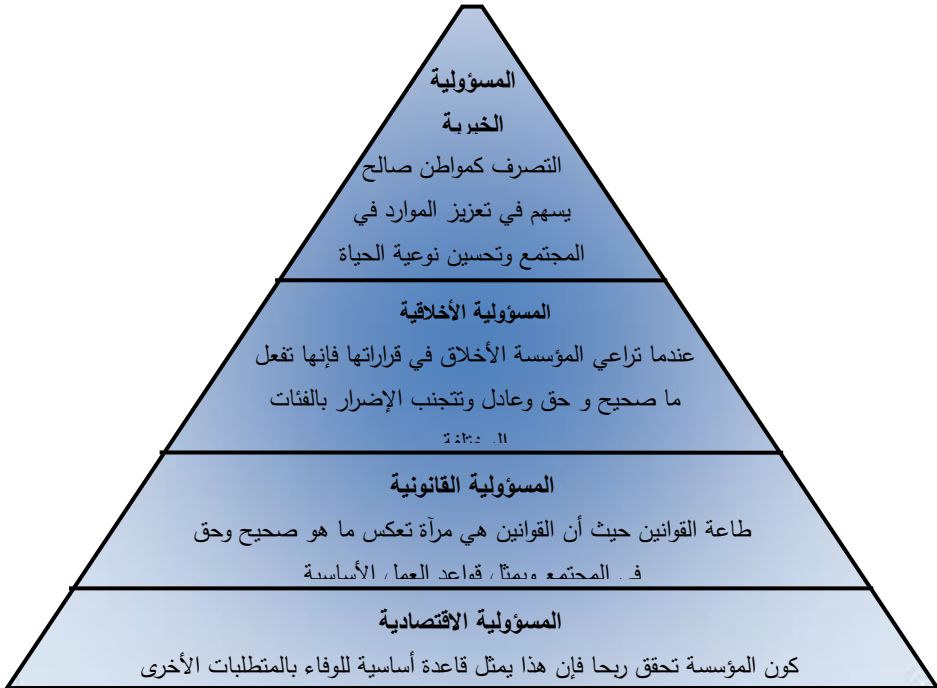 المسؤولية
الخيرية
التصرف كمواطن صالح
يسهم في تعزيز الموارد في
المجتمع وتحسين نوعية الحياة
المسؤولية الأخلاقية
عندما تراعي المؤسسة الأخلاق في قراراتها فإنها تفعل
ما صحيح و حق وعادل وتتجنب الإضرار بالفئات
المختلفة
المسؤولية القانونية
طاعة القوانين حيث أن القوانين هي مرآة تعكس ما هو صحيح وحق
في المجتمع ويمثل قواعد العمل الأساسية
المسؤولية الاقتصادية
كون المؤسسة تحقق ربحا فإن هذا يمثل قاعدة أساسية للوفاء بالمتطلبات الأخرى